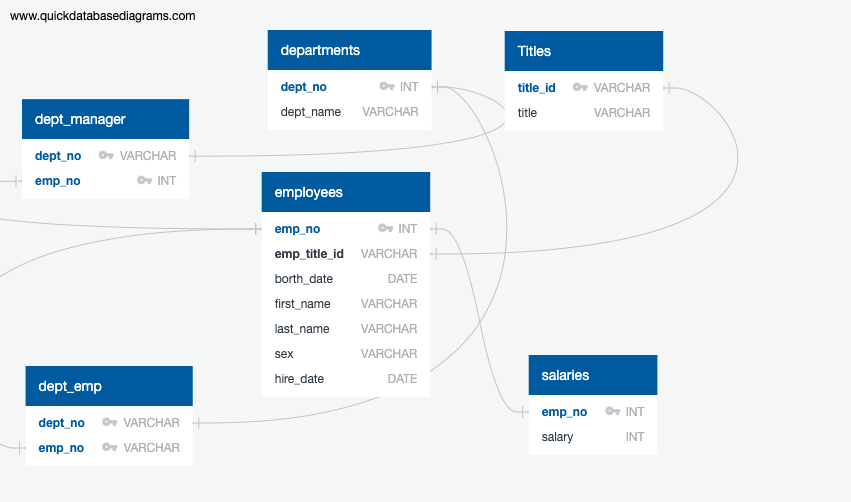 www.quickdatabasediagrams.com
departments
dept_no INT
dept_name VARCHAR
Titles
title_id VARCHAR
title VARCHAR
dept_manager
dept_no VARCHAR
emp_no INT
employees
emp_no INT
emp_title_id VARCHAR
borth_date DATE
first_name VARCHAR
last_name VARCHAR
sex VARCHAR
hire_date DATE
dept_emp
dept_no VARCHAR
emp_no VARCHAR
salaries
emp_no INT
salary INT